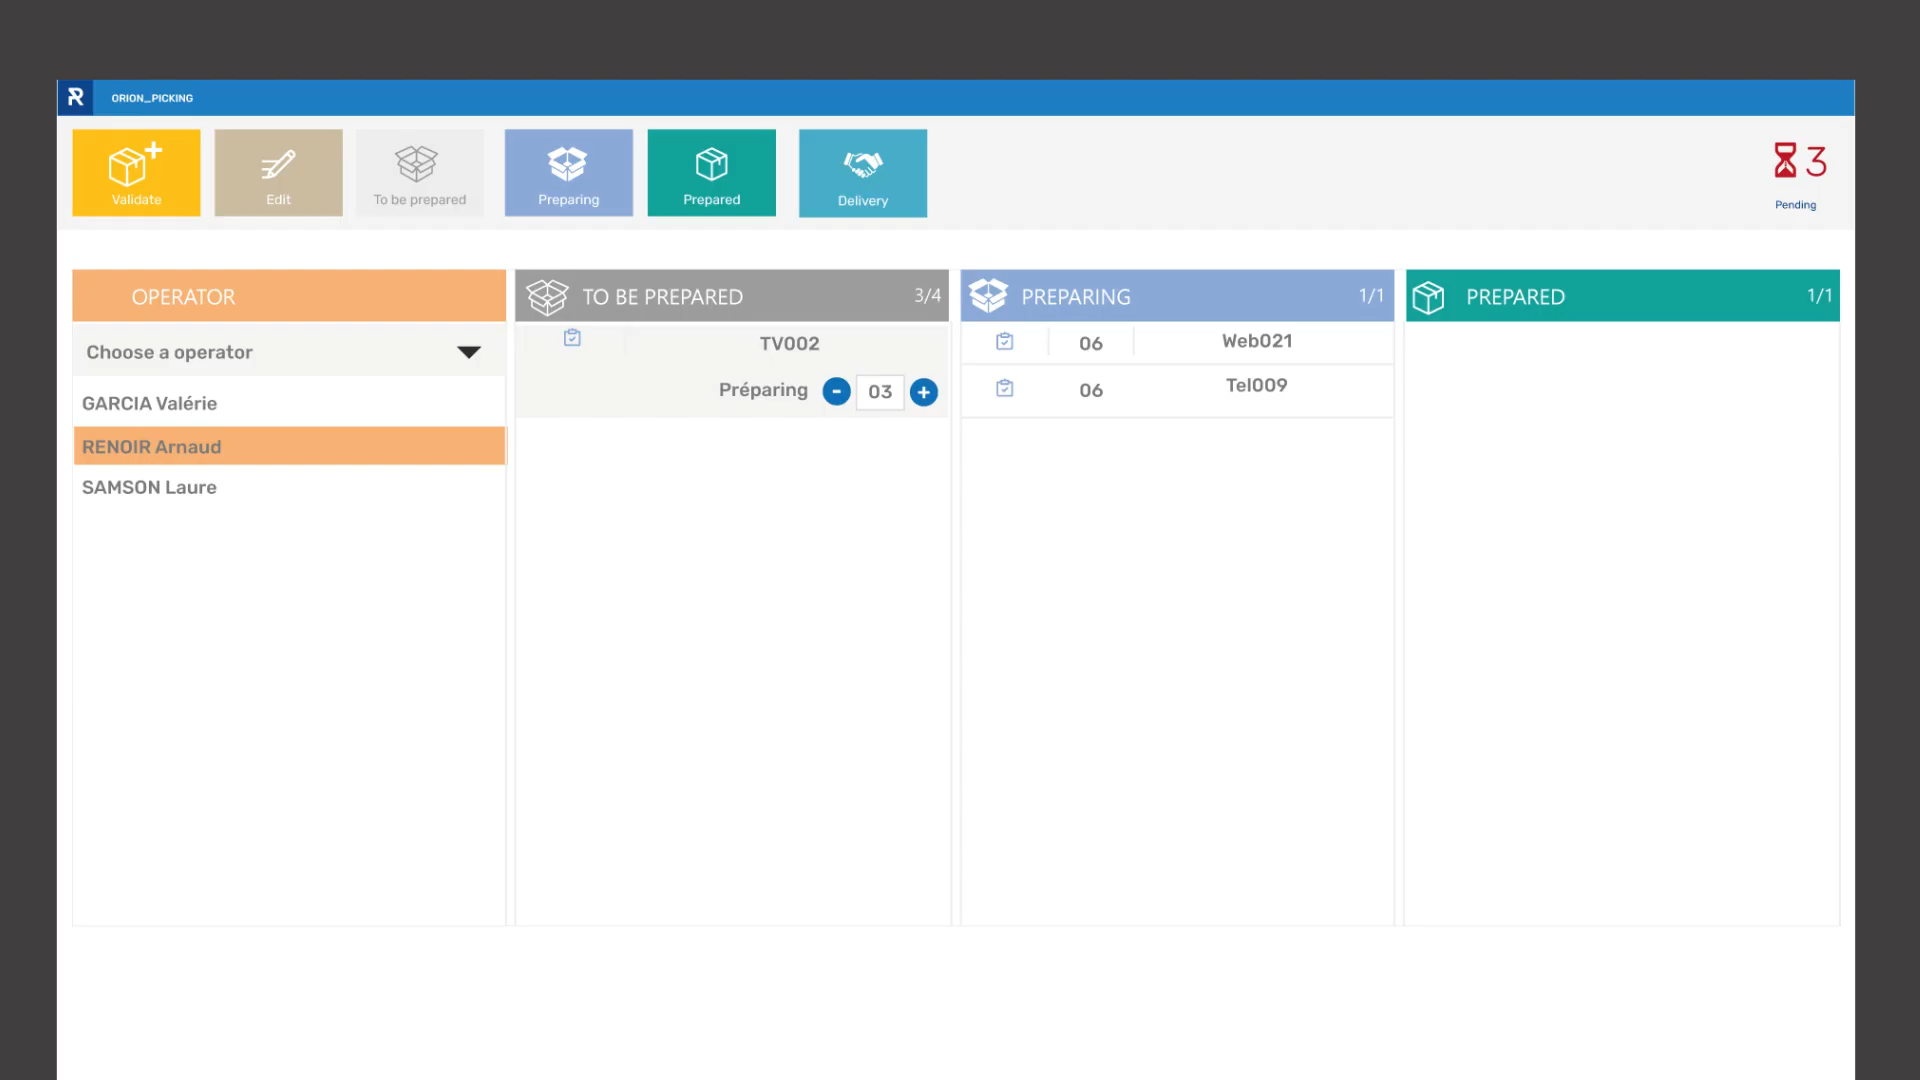 R
ORION_PICKING
Validate
Edit
To be prepared
Preparing
Prepared
Delivery
3
Pending
OPERATOR
Choose a operator
GARCIA Valérie
RENOIR Arnaud
SAMSON Laure
TO BE PREPARED 3/4
TV002
Préparing - 03 +
PREPARING 1/1
06 Web021
06 Tel009
PREPARED 1/1